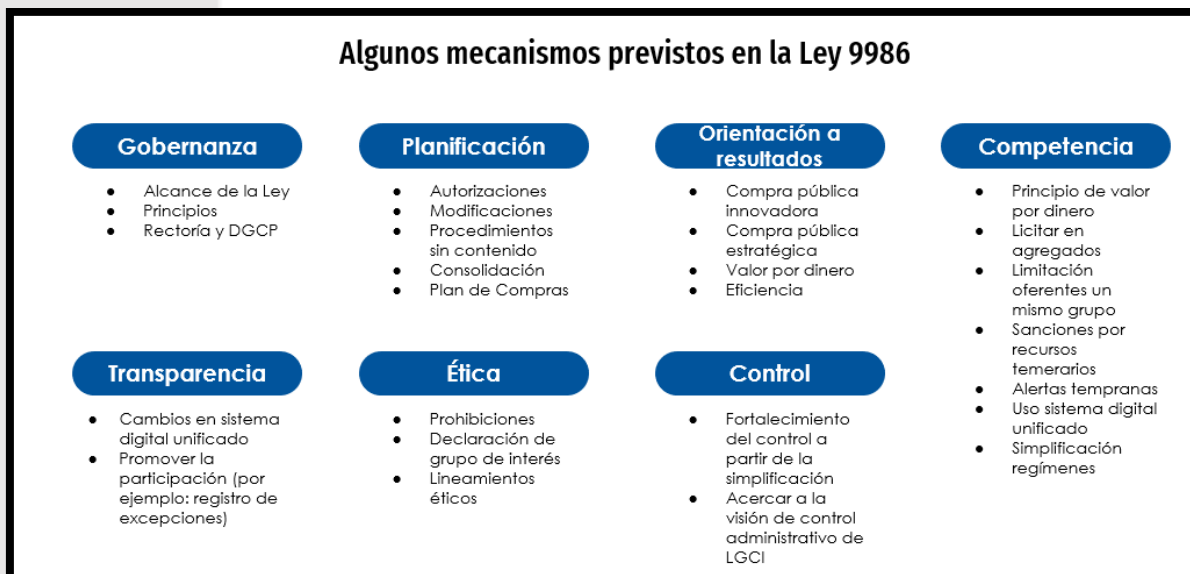 Algunos mecanismos previstos en la Ley 9986
Gobernanza
● Alcance de la Ley
● Principios
● Rectoría y DGCP
Planificación
● Autorizaciones
● Modificaciones
● Procedimientos
sin contenido
● Consolidación
● Plan de Compras
Orientación a
resultados
● Compra pública
innovadora
● Compra pública
estratégica
● Valor por dinero
● Eficiencia
Competencia
● Principio de valor
por dinero
● Licitar en
agregados
● Limitación
oferentes un
mismo grupo
● Sanciones por
recursos
temerarios
● Alertas tempranas
● Uso sistema digital
unificado
● Simplificación
regímenes
Transparencia
● Cambios en sistema
digital unificado
● Promover la
participación (por
ejemplo: registro de
excepciones)
Ética
● Prohibiciones
● Declaración de
grupo de interés
● Lineamientos
éticos
Control
● Fortalecimiento
del control a
partir de la
simplificación
● Acercar a la
visión de control
administrativo de
LGCI